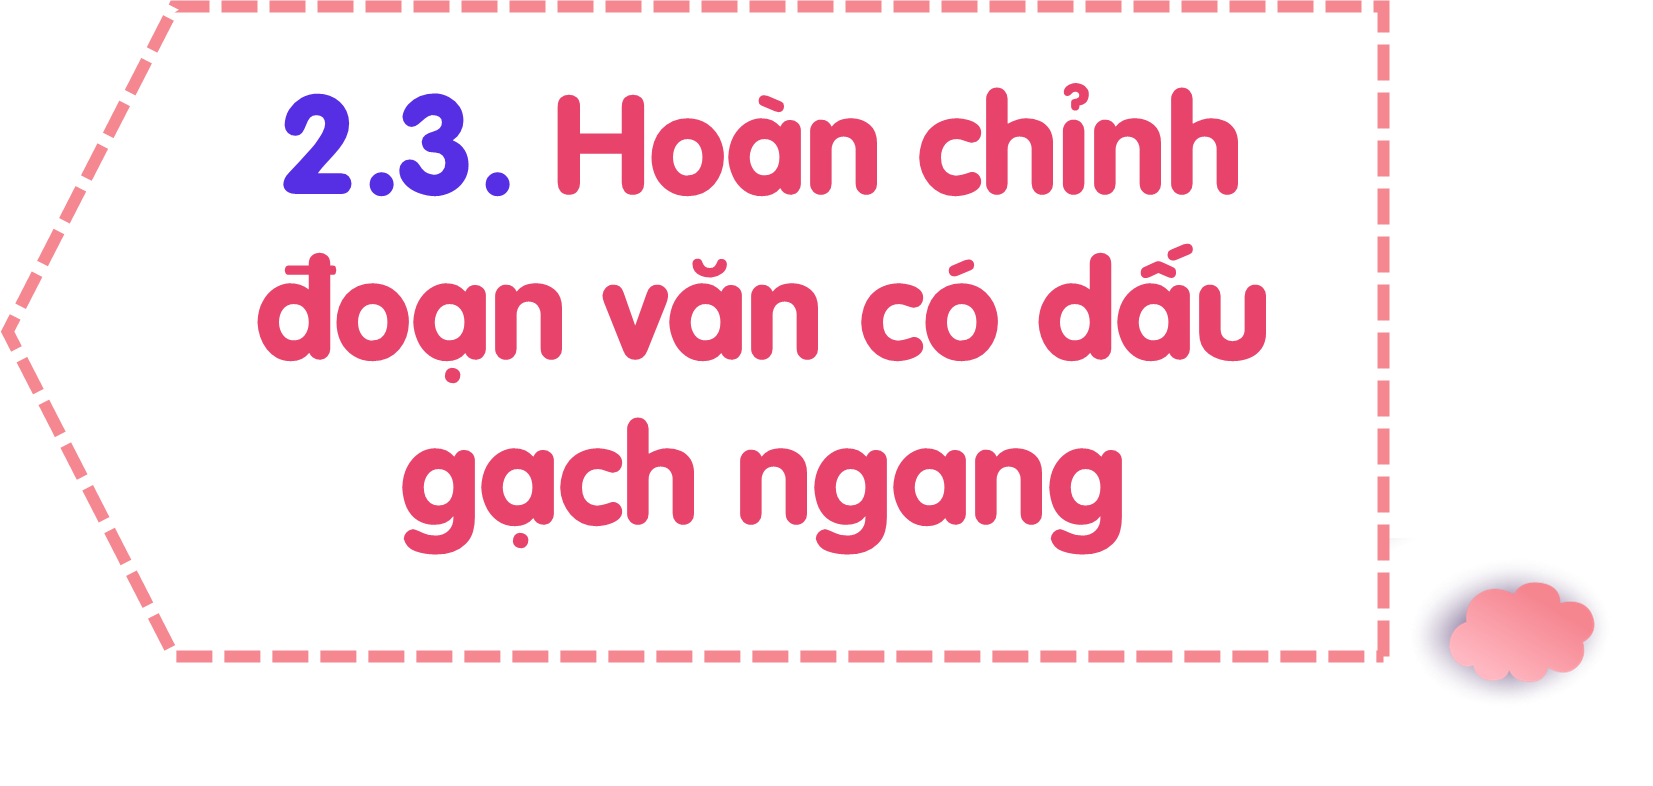 2.3. Hoàn chỉnh
đoạn văn có dấu
gạch ngang